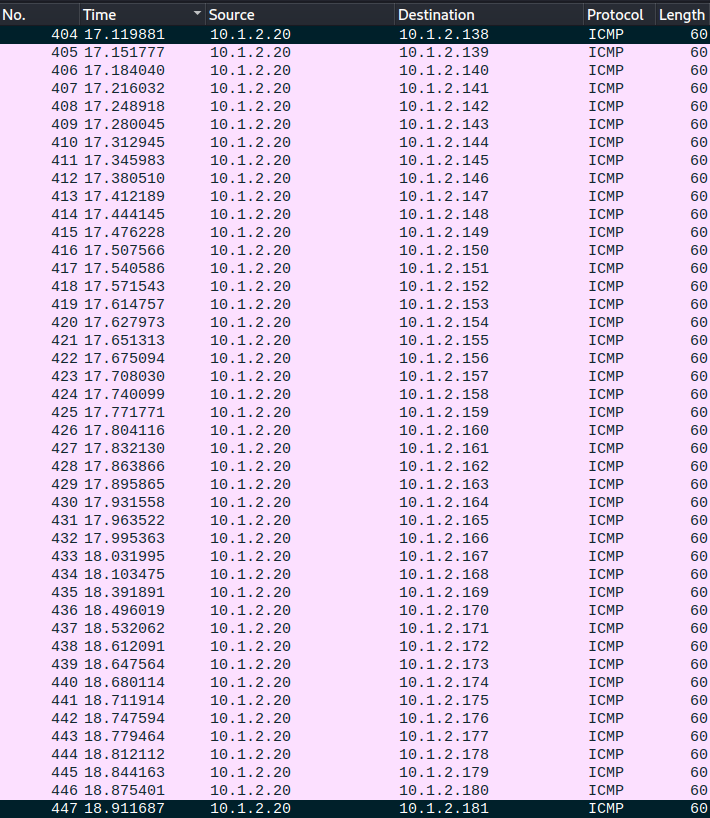 No. Time Source Destination Protocol Length
404 17.119881 10.1.2.20 10.1.2.138 ICMP 60
405 17.151777 10.1.2.20 10.1.2.139 ICMP 60
406 17.184040 10.1.2.20 10.1.2.140 ICMP 60
407 17.216032 10.1.2.20 10.1.2.141 ICMP 60
408 17.248918 10.1.2.20 10.1.2.142 ICMP 60
409 17.280045 10.1.2.20 10.1.2.143 ICMP 60
410 17.312945 10.1.2.20 10.1.2.144 ICMP 60
411 17.345983 10.1.2.20 10.1.2.145 ICMP 60
412 17.380510 10.1.2.20 10.1.2.146 ICMP 60
413 17.412189 10.1.2.20 10.1.2.147 ICMP 60
414 17.444145 10.1.2.20 10.1.2.148 ICMP 60
415 17.476228 10.1.2.20 10.1.2.149 ICMP 60
416 17.507566 10.1.2.20 10.1.2.150 ICMP 60
417 17.540586 10.1.2.20 10.1.2.151 ICMP 60
418 17.571543 10.1.2.20 10.1.2.152 ICMP 60
419 17.614757 10.1.2.20 10.1.2.153 ICMP 60
420 17.627973 10.1.2.20 10.1.2.154 ICMP 60
421 17.651313 10.1.2.20 10.1.2.155 ICMP 60
422 17.675094 10.1.2.20 10.1.2.156 ICMP 60
423 17.708030 10.1.2.20 10.1.2.157 ICMP 60
424 17.740099 10.1.2.20 10.1.2.158 ICMP 60
425 17.771771 10.1.2.20 10.1.2.159 ICMP 60
426 17.804116 10.1.2.20 10.1.2.160 ICMP 60
427 17.832130 10.1.2.20 10.1.2.161 ICMP 60
428 17.863866 10.1.2.20 10.1.2.162 ICMP 60
429 17.895865 10.1.2.20 10.1.2.163 ICMP 60
430 17.931558 10.1.2.20 10.1.2.164 ICMP 60
431 17.963522 10.1.2.20 10.1.2.165 ICMP 60
432 17.995363 10.1.2.20 10.1.2.166 ICMP 60
433 18.031995 10.1.2.20 10.1.2.167 ICMP 60
434 18.103475 10.1.2.20 10.1.2.168 ICMP 60
435 18.391891 10.1.2.20 10.1.2.169 ICMP 60
436 18.496019 10.1.2.20 10.1.2.170 ICMP 60
437 18.532062 10.1.2.20 10.1.2.171 ICMP 60
438 18.612091 10.1.2.20 10.1.2.172 ICMP 60
439 18.647564 10.1.2.20 10.1.2.173 ICMP 60
440 18.680114 10.1.2.20 10.1.2.174 ICMP 60
441 18.711914 10.1.2.20 10.1.2.175 ICMP 60
442 18.747594 10.1.2.20 10.1.2.176 ICMP 60
443 18.779464 10.1.2.20 10.1.2.177 ICMP 60
444 18.812112 10.1.2.20 10.1.2.178 ICMP 60
445 18.844163 10.1.2.20 10.1.2.179 ICMP 60
446 18.875401 10.1.2.20 10.1.2.180 ICMP 60
447 18.911687 10.1.2.20 10.1.2.181 ICMP 60